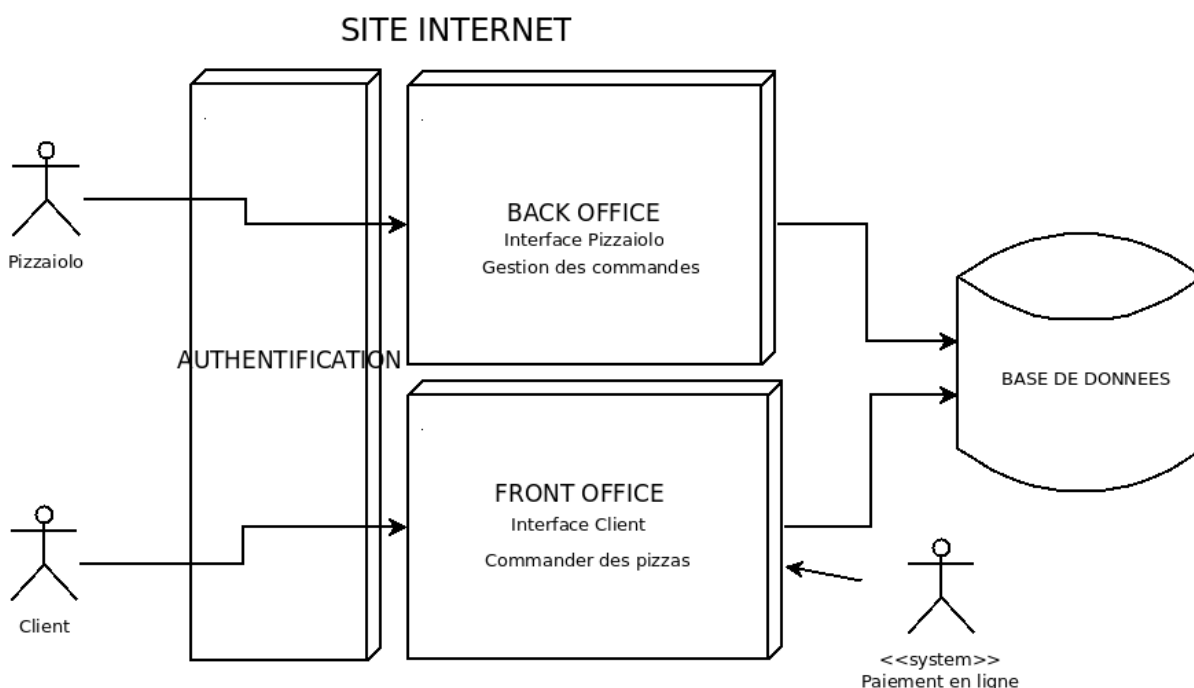 SITE INTERNET
Pizzaiolo
BACK OFFICE
Interface Pizzaiolo
Gestion des commandes
AUTHENTIFICATION
BASE DE DONNEES
FRONT OFFICE
Interface Client
Commander des pizzas
Client
<<system>>
Paiement en ligne